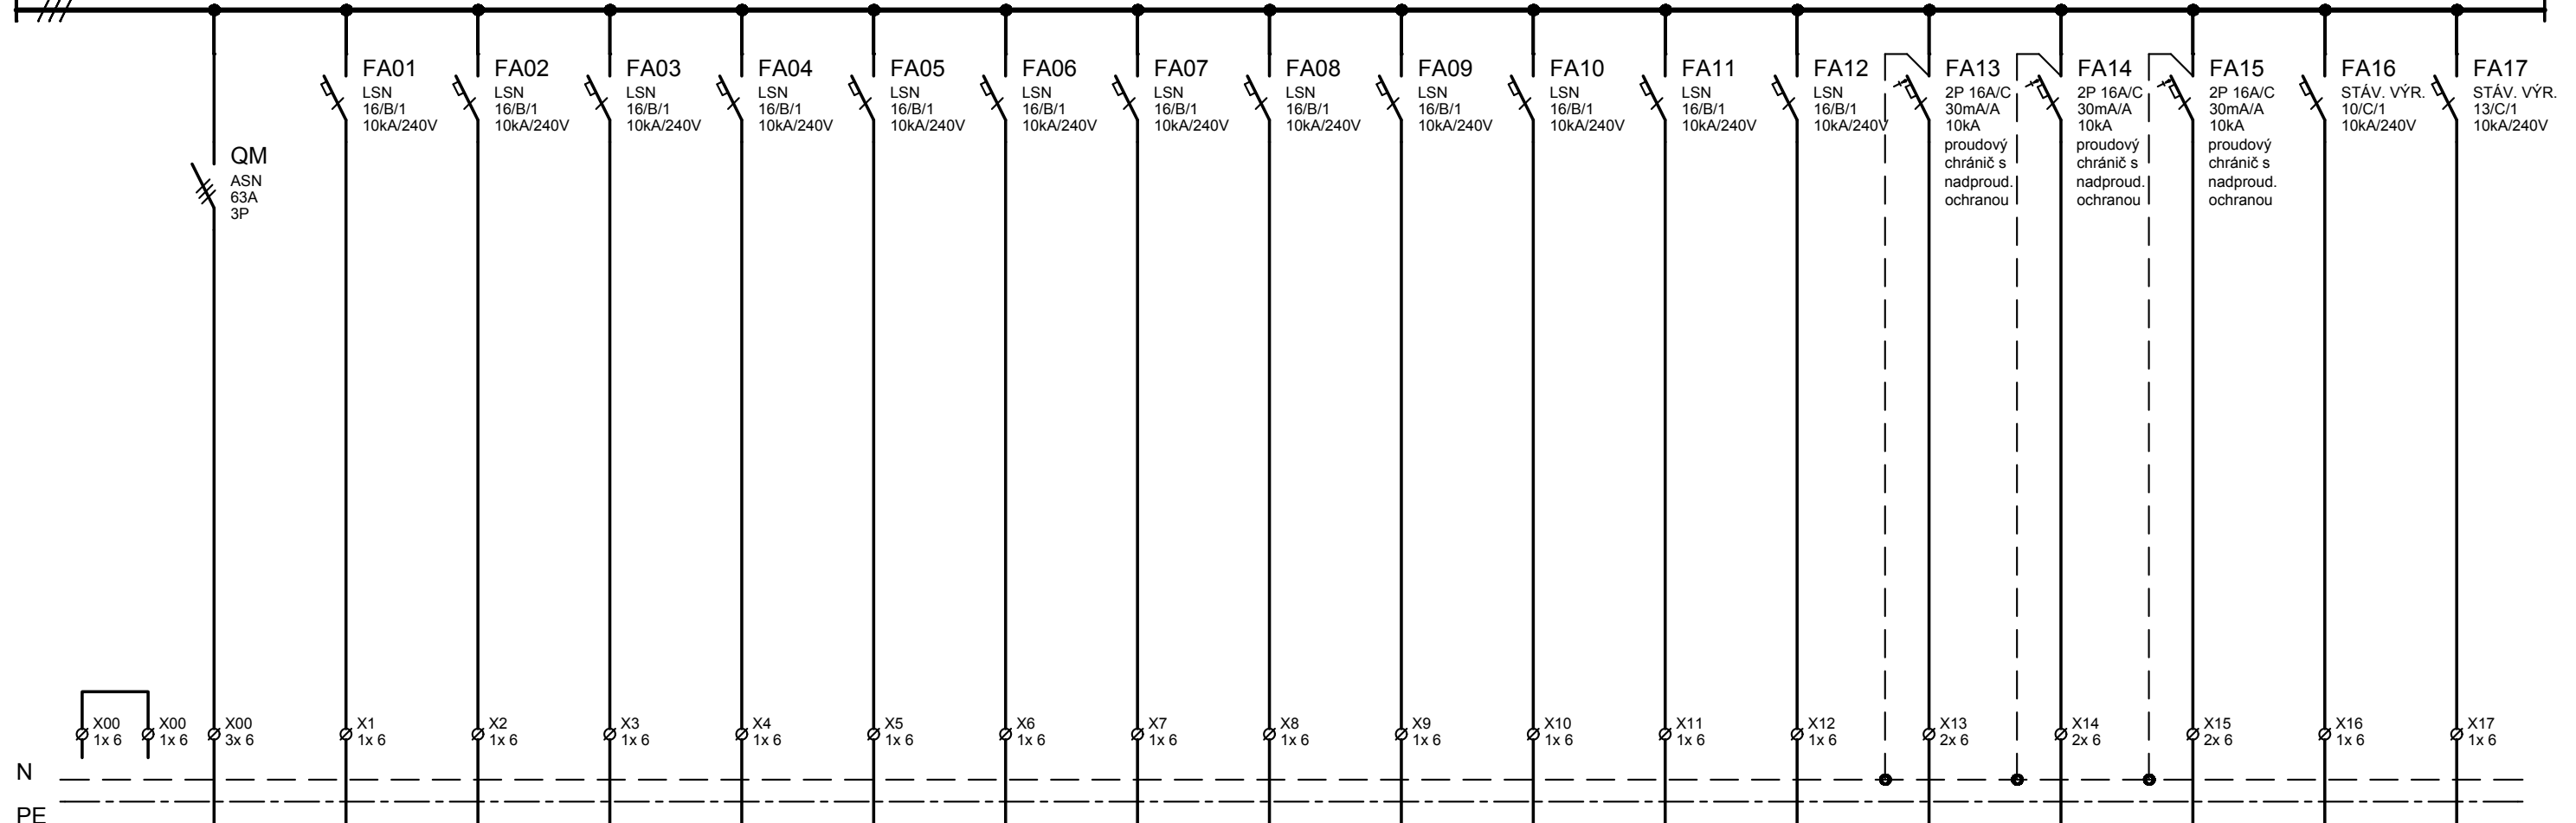 QM
ASN
63A
3P
FA01
LSN
16/B/1
10kA/240V
FA02
LSN
16/B/1
10kA/240V
FA03
LSN
16/B/1
10kA/240V
FA04
LSN
16/B/1
10kA/240V
FA05
LSN
16/B/1
10kA/240V
FA06
LSN
16/B/1
10kA/240V
FA07
LSN
16/B/1
10kA/240V
FA08
LSN
16/B/1
10kA/240V
FA09
LSN
16/B/1
10kA/240V
FA10
LSN
16/B/1
10kA/240V
FA11
LSN
16/B/1
10kA/240V
FA12
LSN
16/B/1
10kA/240V
FA13
2P 16A/C
30mA/A
10kA
proudový
chránič s
nadproud.
ochranou
FA14
2P 16A/C
30mA/A
10kA
proudový
chránič s
nadproud.
ochranou
FA15
2P 16A/C
30mA/A
10kA
proudový
chránič s
nadproud.
ochranou
FA16
STÁV. VÝR.
10/C/1
10kA/240V
FA17
STÁV. VÝR.
13/C/1
10kA/240V
X00
1x 6
X00
1x 6
X00
3x 6
X1
1x 6
X2
1x 6
X3
1x 6
X4
1x 6
X5
1x 6
X6
1x 6
X7
1x 6
X8
1x 6
X9
1x 6
X10
1x 6
X11
1x 6
X12
1x 6
X13
2x 6
X14
2x 6
X15
2x 6
X16
1x 6
X17
1x 6
N
PE